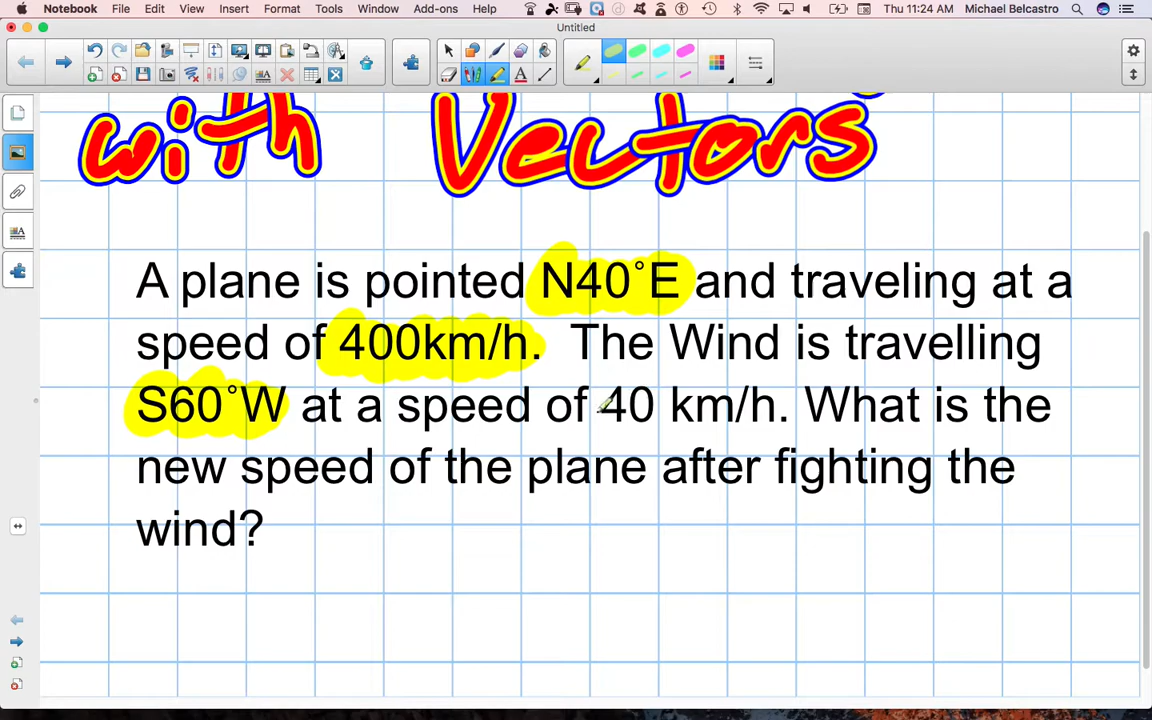 Notebook File Edit View Insert Format Tools Window Add-ons Help Thu 11:24 AM Michael Belcastro
Untitled
with Vectors
A plane is pointed N40°E and traveling at a
speed of 400km/h. The Wind is travelling
S60°W at a speed of 40 km/h. What is the
new speed of the plane after fighting the
wind?